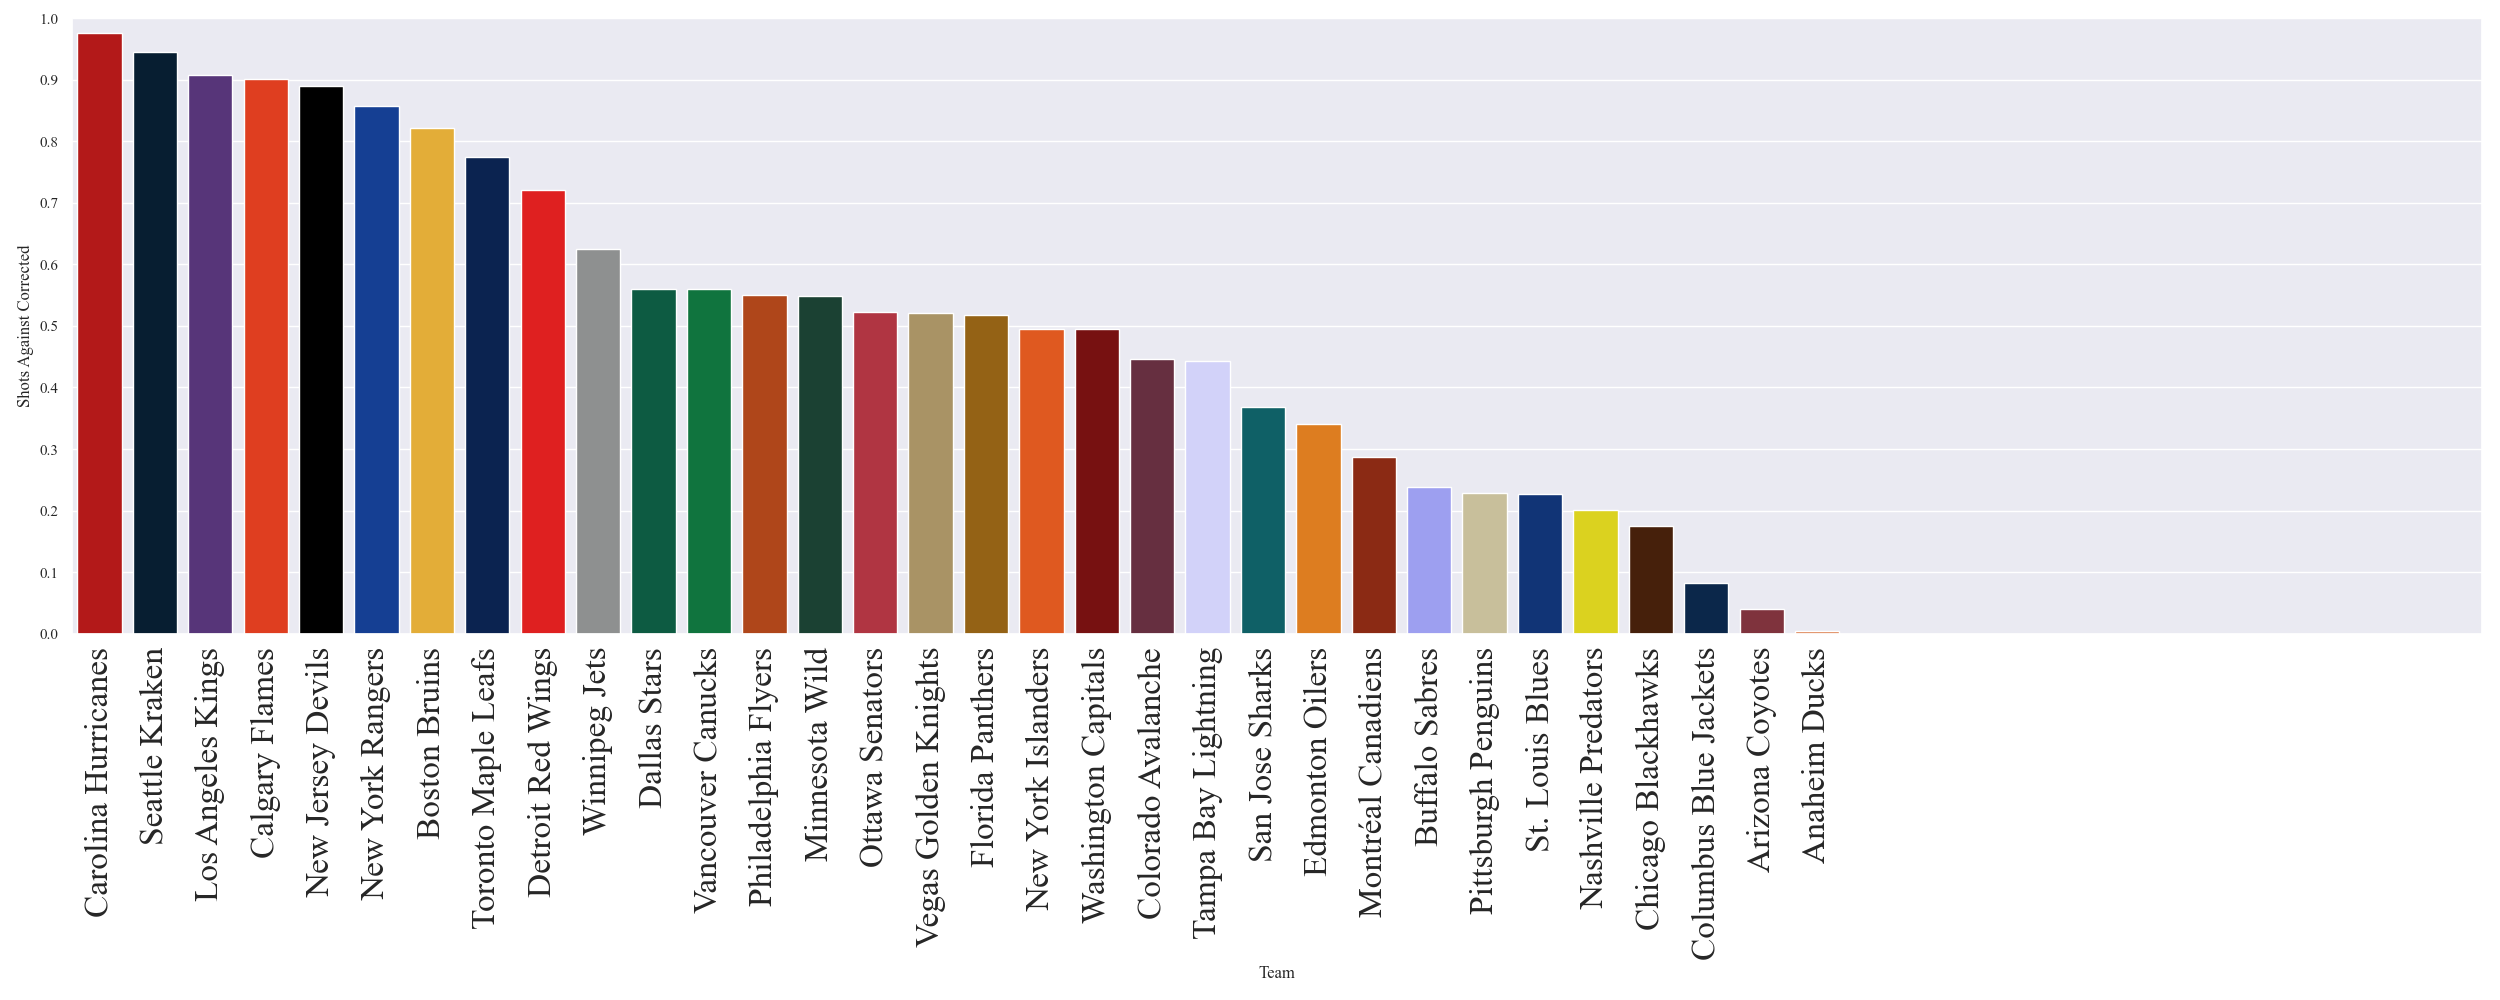 1.0
0.9
0.8
0.7
0.6
0.5
0.4
0.3
0.2
0.1
0.0
Shots Against Corrected
Carolina Hurricanes
Seattle Kraken
Los Angeles Kings
Calgary Flames
New Jersey Devils
New York Rangers
Boston Bruins
Toronto Maple Leafs
Detroit Red Wings
Winnipeg Jets
Dallas Stars
Vancouver Canucks
Philadelphia Flyers
Minnesota Wild
Ottawa Senators
Vegas Golden Knights
Florida Panthers
New York Islanders
Washington Capitals
Colorado Avalanche
Tampa Bay Lightning
San Jose Sharks
Edmonton Oilers
Montréal Canadiens
Buffalo Sabres
Pittsburgh Penguins
St. Louis Blues
Nashville Predators
Chicago Blackhawks
Columbus Blue Jackets
Arizona Coyotes
Anaheim Ducks
Team